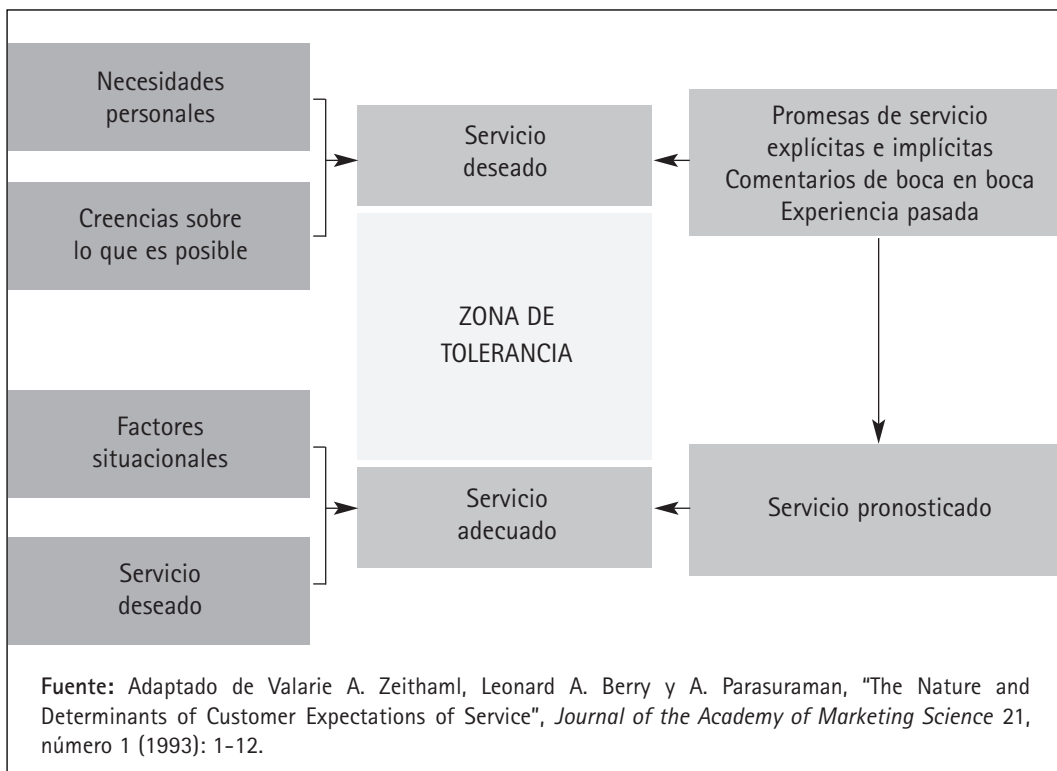 Necesidades
personales
Creencias sobre
lo que es posible
Servicio
deseado
Promesas de servicio
explícitas e implícitas
Comentarios de boca en boca
Experiencia pasada
ZONA DE
TOLERANCIA
Factores
situacionales
Servicio
deseado
Servicio
adecuado
Servicio pronosticado
Fuente: Adaptado de Valarie A. Zeithaml, Leonard A. Berry y A. Parasuraman, "The Nature and
Determinants of Customer Expectations of Service", Journal of the Academy of Marketing Science 21,
número 1 (1993): 1-12.